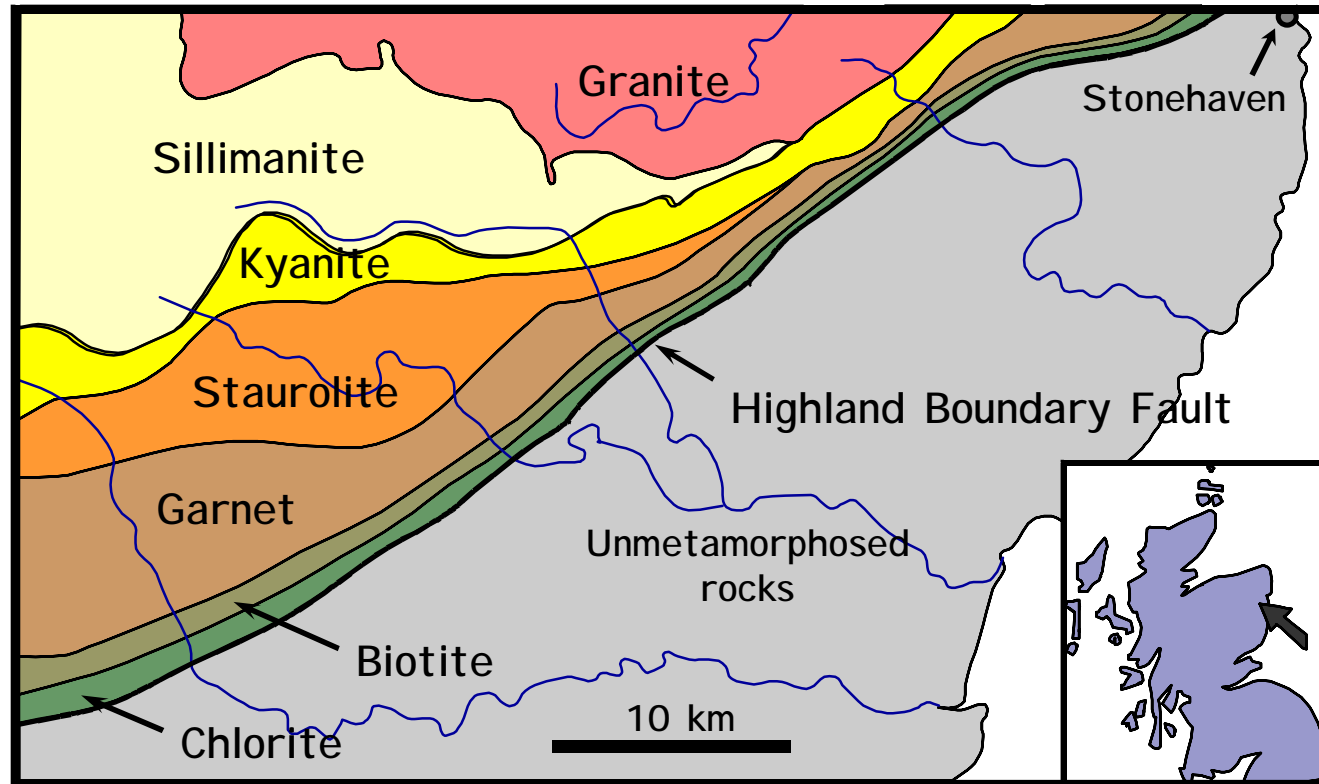 Granite
Stonehaven
Sillimanite
Kyanite
Staurolite
Highland Boundary Fault
Garnet
Unmetamorphosed
rocks
Biotite
10 km
Chlorite